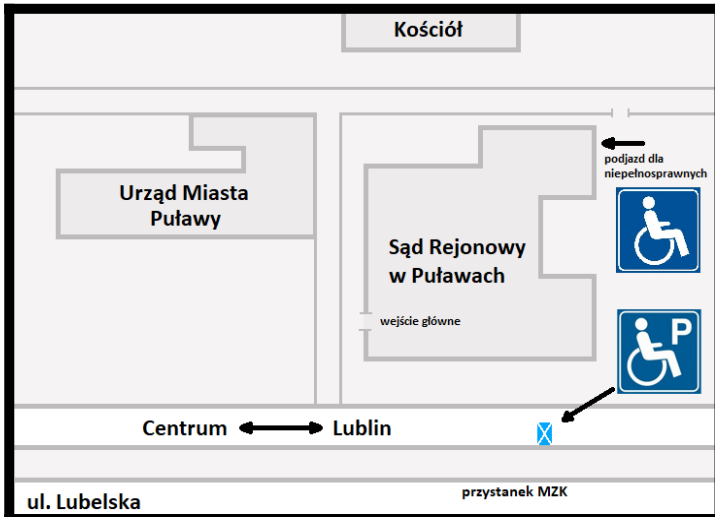 Kościół
podjazd dla
niepełnosprawnych
Urząd Miasta
Puławy
Sąd Rejonowy
w Puławach
P
wejście główne
Centrum
Lublin
przystanek MZK
ul. Lubelska